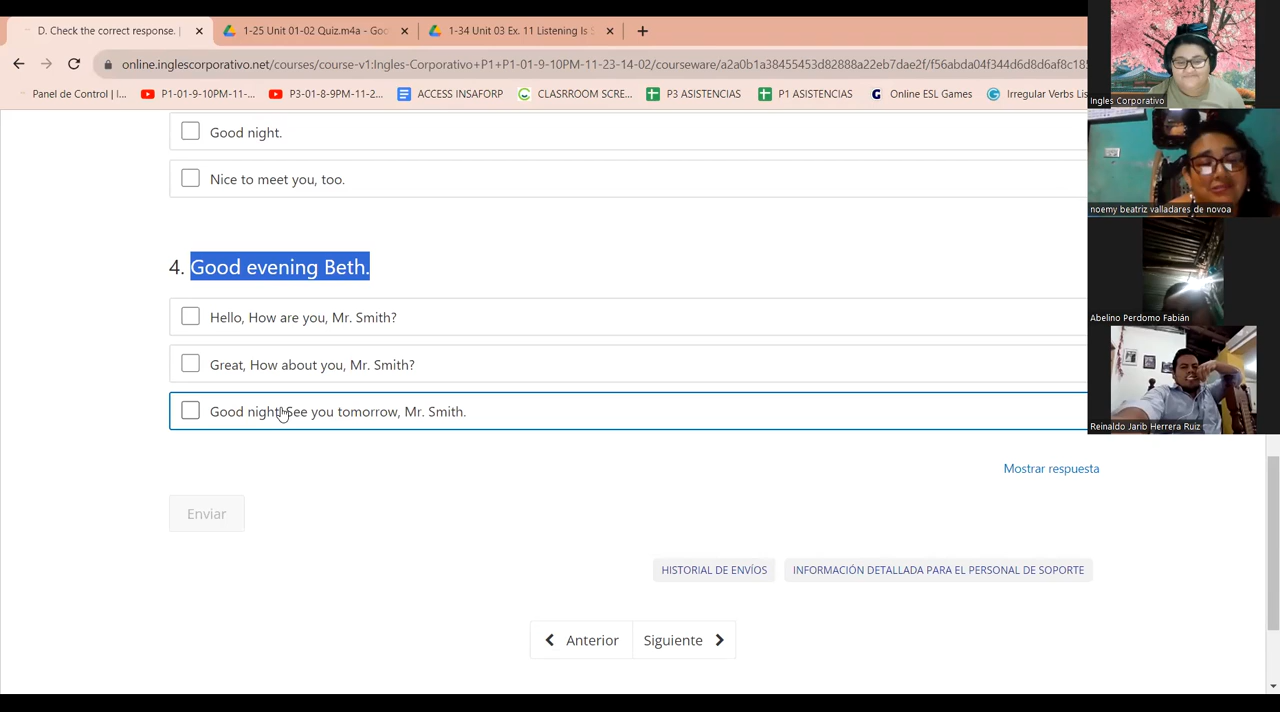 D. Check the correct response. |
1-25 Unit 01-02 Quiz.m4a - Goo
1-34 Unit 03 Ex. 11 Listening Is S
online.inglescorporativo.net/courses/course-v1:Ingles-Corporativo+P1+P1-01-9-10PM-11-23-14-02/courseware/a2a0b1a38455453d82888a22eb7dae2f/f56abda04f344d6d8d6af8c185
Panel de Control | I...
P1-01-9-10PM-11-...
P3-01-8-9PM-11-2...
ACCESS INSAFORP
CLASRROOM SCRE...
P3 ASISTENCIAS
P1 ASISTENCIAS
Online ESL Games
Irregular Verbs Lis
Ingles Corporativo
Good night.
Nice to meet you, too.
noemy beatriz valladares de novoa
4. Good evening Beth.
Hello, How are you, Mr. Smith?
Abelino Perdomo Fabián
Great, How about you, Mr. Smith?
Good night, See you tomorrow, Mr. Smith.
Reinaldo Jarib Herrera Ruiz
Mostrar respuesta
Enviar
HISTORIAL DE ENVÍOS
INFORMACIÓN DETALLADA PARA EL PERSONAL DE SOPORTE
Anterior
Siguiente